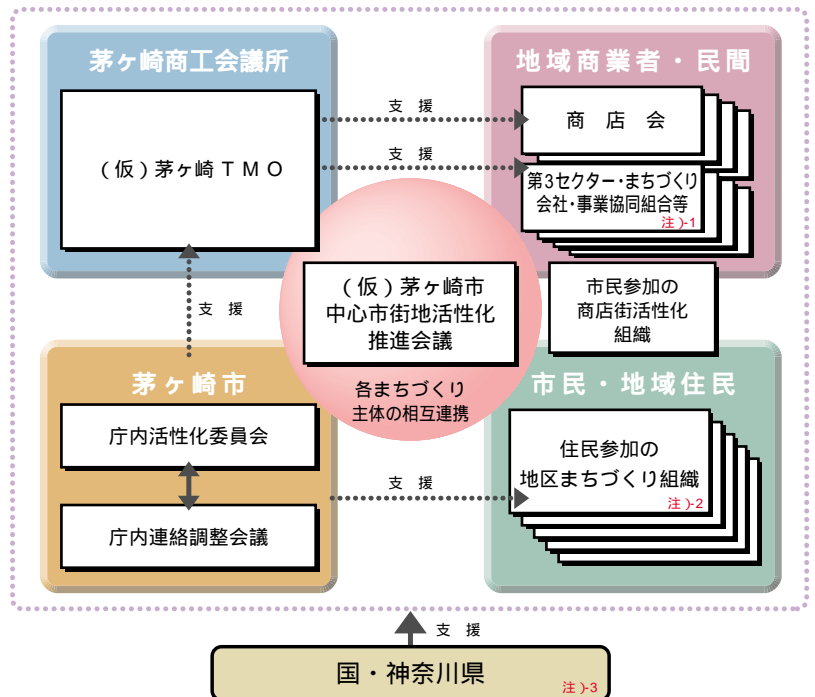 茅ヶ崎商工会議所
（仮）茅ヶ崎ＴＭＯ
支 援
支 援
地域商業者・民間
商 店 会
第3セクター・まちづくり
会社・事業協同組合等
注)-1
市民参加の
商店街活性化
組織
支 援
（仮）茅ヶ崎市
中心市街地活性化
推進会議
各まちづくり
主体の相互連携
茅ヶ崎市
庁内活性化委員会
庁内連絡調整会議
支 援
市民・地域住民
住民参加の
地区まちづくり組織
注)-2
支 援
国・神奈川県
注)-3